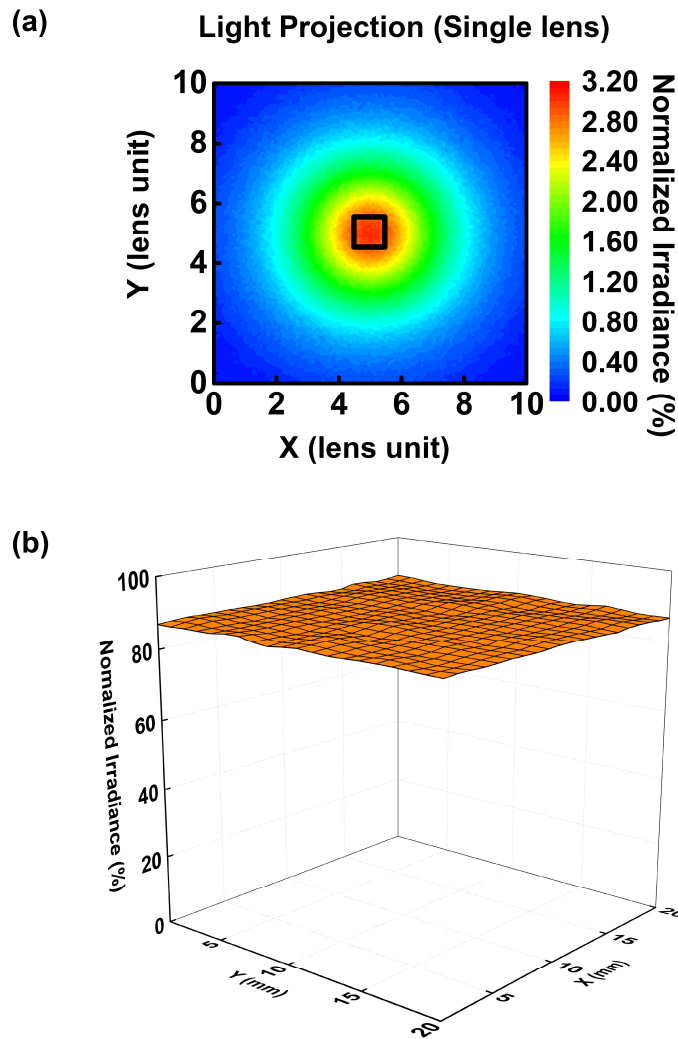 (a)
Light Projection (Single lens)
10
8
6
4
2
0
0 2 4 6 8 10
Y (lens unit)
X (lens unit)
3.20
2.80
2.40
2.00
1.60
1.20
0.80
0.40
0.00
Normalized Irradiance (%)
(b)
100
80
60
40
20
0
Nomalized Irradiance (%)
5
10
15
20
Y (mm)
5
10
15
20
X (mm)